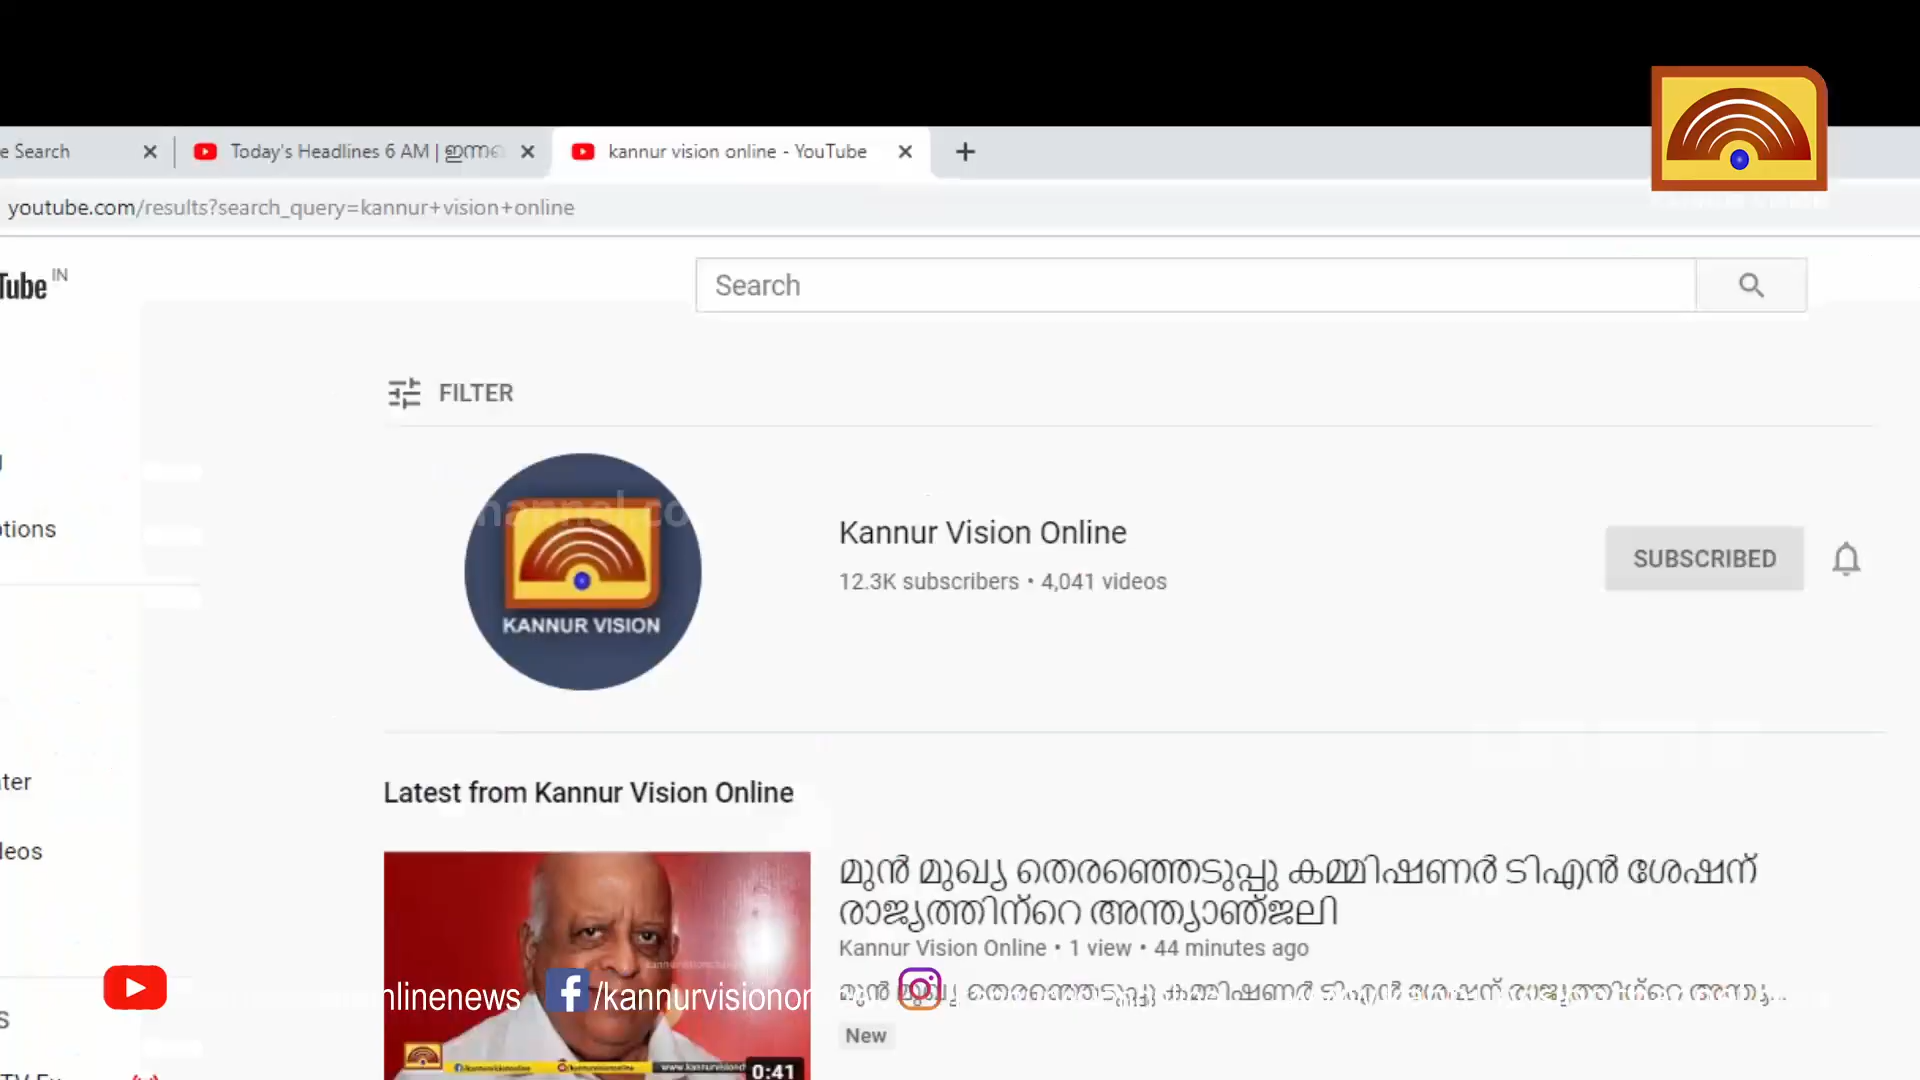 e Search
Today's Headlines 6 AM | ഇന്ന
kannur vision online - YouTube
youtube.com/results?search_query=kannur+vision+online
Tube IN
Search
FILTER
KANNUR VISION
Kannur Vision Online
12.3K subscribers • 4,041 videos
SUBSCRIBED
tions
ter
leos
Latest from Kannur Vision Online
മുൻ മുഖ്യ തെരഞ്ഞെടുപ്പു കമ്മിഷണർ ടിഎൻ ശേഷന്
രാജ്യത്തിന്റെ അന്ത്യാഞ്ജലി
Kannur Vision Online • 1 view • 44 minutes ago
nlinenews
/kannurvisionon
New
0:41